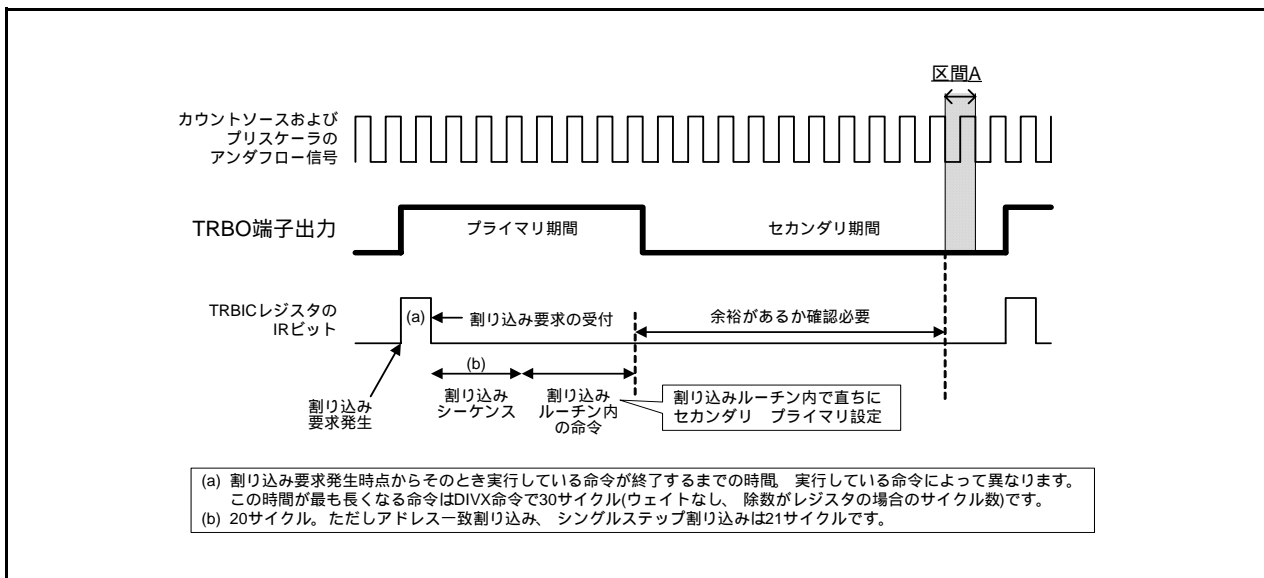 区間A
カウントソースおよび
プリスケーラの
アンダフロー信号
TRBO端子出力
プライマリ期間
セカンダリ期間
TRBICレジスタの
IRビット
(a)
割り込み要求の受付
余裕があるか確認必要
(b)
割り込み
要求発生
割り込み
シーケンス
割り込み
ルーチン内
の命令
割り込みルーチン内で直ちに
セカンダリ プライマリ設定
(a) 割り込み要求発生時点からそのとき実行している命令が終了するまでの時間。 実行している命令によって異なります。
この時間が最も長くなる命令はDIVX命令で30サイクル(ウェイトなし、 除数がレジスタの場合のサイクル数)です。
(b) 20サイクル。ただしアドレス一致割り込み、 シングルステップ割り込みは21サイクルです。